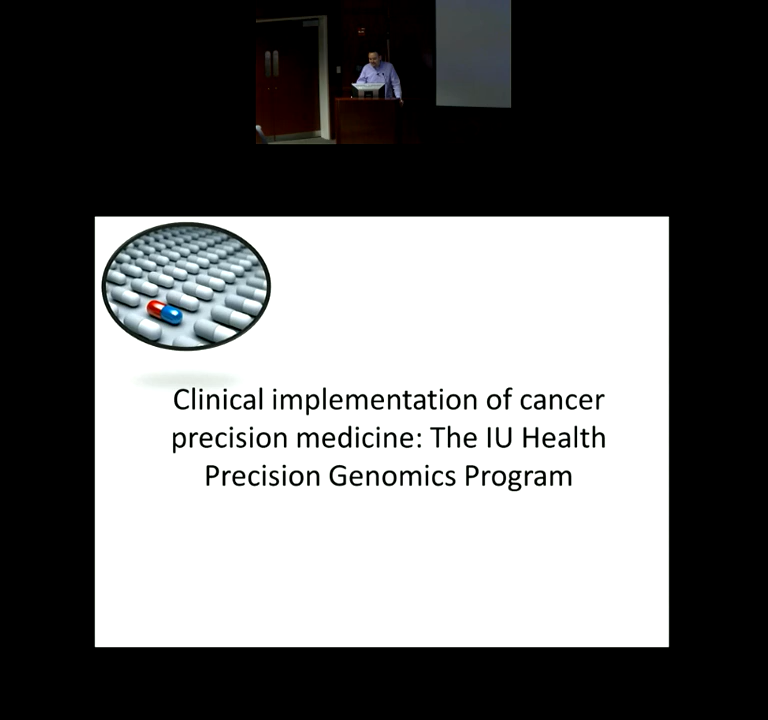 Clinical implementation of cancer
precision medicine: The IU Health
Precision Genomics Program